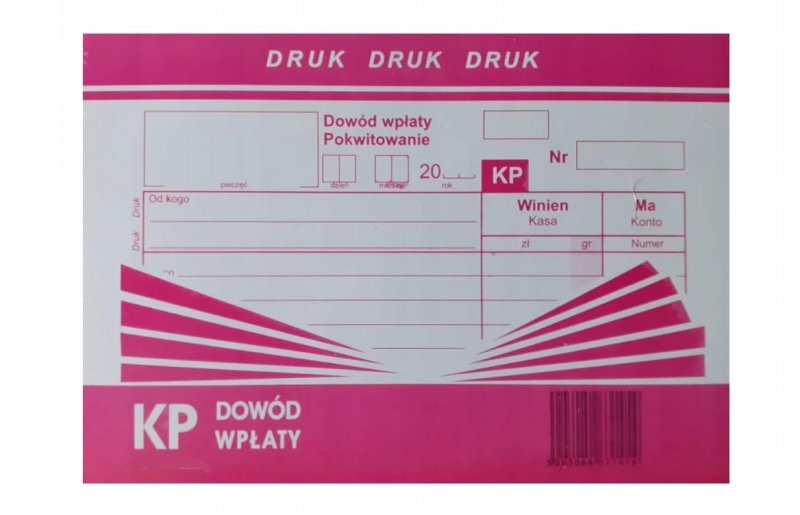 DRUK DRUK DRUK
Dowód wpłaty
Pokwitowanie
Nr
20
KP
pieczęć
dzień
miesiąc
rok
Od kogo
Winien
Kasa
Ma
Konto
zł
gr
Numer
Druk
Druk
KP
DOWÓD
WPŁATY